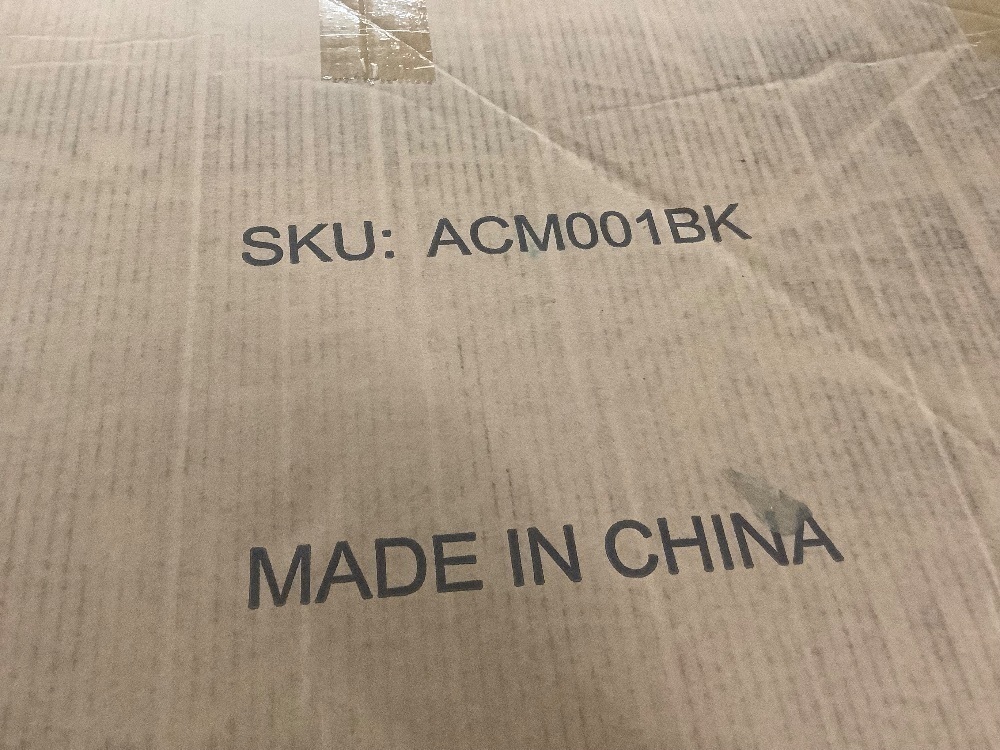 SKU: ACM001BK
MADE IN CHINA